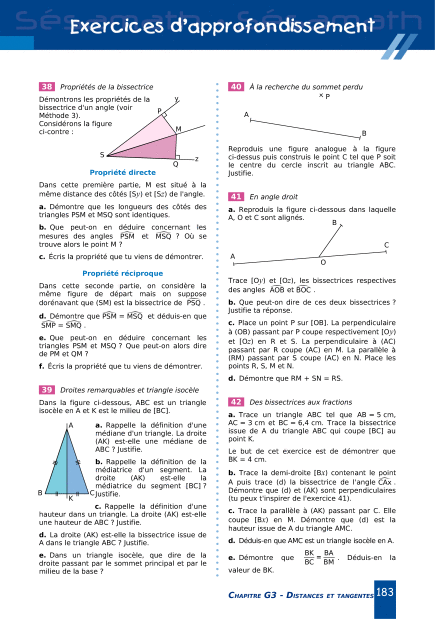 Sésamath Sésamath
Exercices d'approfondissement
38 Propriétés de la bissectrice
Démontrons les propriétés de la
bissectrice d'un angle (voir
Méthode 3).
Considérons la figure
ci-contre :
y
P
M
S
Q
z
Propriété directe
Dans cette première partie, M est situé à la
même distance des côtés [Sy) et [Sz) de l'angle.
a. Démontre que les longueurs des côtés des
triangles PSM et MSQ sont identiques.
b. Que peut-on en déduire concernant les
mesures des angles PSM et MSQ ? Où se
trouve alors le point M ?
c. Écris la propriété que tu viens de démontrer.
Propriété réciproque
Dans cette seconde partie, on considère la
même figure de départ mais on suppose
dorénavant que (SM) est la bissectrice de PSQ .
d. Démontre que PSM = MSQ et déduis-en que
SMP = SMQ .
e. Que peut-on en déduire concernant les
triangles PSM et MSQ ? Que peut-on alors dire
de PM et QM ?
f. Écris la propriété que tu viens de démontrer.
39 Droites remarquables et triangle isocèle
Dans la figure ci-dessous, ABC est un triangle
isocèle en A et K est le milieu de [BC].
A
B
K
C
a. Rappelle la définition d'une
médiane d'un triangle. La droite
(AK) est-elle une médiane de
ABC ? Justifie.
b. Rappelle la définition de la
médiatrice d'un segment. La
droite (AK) est-elle la
médiatrice du segment [BC] ?
Justifie.
c. Rappelle la définition d'une
hauteur dans un triangle. La droite (AK) est-elle
une hauteur de ABC ? Justifie.
d. La droite (AK) est-elle la bissectrice issue de
A dans le triangle ABC ? Justifie.
e. Dans un triangle isocèle, que dire de la
droite passant par le sommet principal et par le
milieu de la base ?
40 À la recherche du sommet perdu
P
A
B
Reproduis une figure analogue à la figure
ci-dessus puis construis le point C tel que P soit
le centre du cercle inscrit au triangle ABC.
Justifie.
41 En angle droit
a. Reproduis la figure ci-dessous dans laquelle
A, O et C sont alignés.
B
C
A
O
Trace [Oy) et [Oz), les bissectrices respectives
des angles AOB et BOC .
b. Que peut-on dire de ces deux bissectrices ?
Justifie ta réponse.
c. Place un point P sur [OB]. La perpendiculaire
à (OB) passant par P coupe respectivement [Oy)
et [Oz) en R et S. La perpendiculaire à (AC)
passant par R coupe (AC) en M. La parallèle à
(RM) passant par S coupe (AC) en N. Place les
points R, S, M et N.
d. Démontre que RM + SN = RS.
42 Des bissectrices aux fractions
a. Trace un triangle ABC tel que AB = 5 cm,
AC = 3 cm et BC = 6,4 cm. Trace la bissectrice
issue de A du triangle ABC qui coupe [BC] au
point K.
Le but de cet exercice est de démontrer que
BK = 4 cm.
b. Trace la demi-droite [Bx) contenant le point
A puis trace (d) la bissectrice de l'angle CAx .
Démontre que (d) et (AK) sont perpendiculaires
(tu peux t'inspirer de l'exercice 41).
c. Trace la parallèle à (AK) passant par C. Elle
coupe [Bx) en M. Démontre que (d) est la
hauteur issue de A du triangle AMC.
d. Déduis-en que AMC est un triangle isocèle en A.
e. Démontre que BK/BC = BA/BM . Déduis-en la
valeur de BK.
Chapitre G3 - Distances et tangentes 183